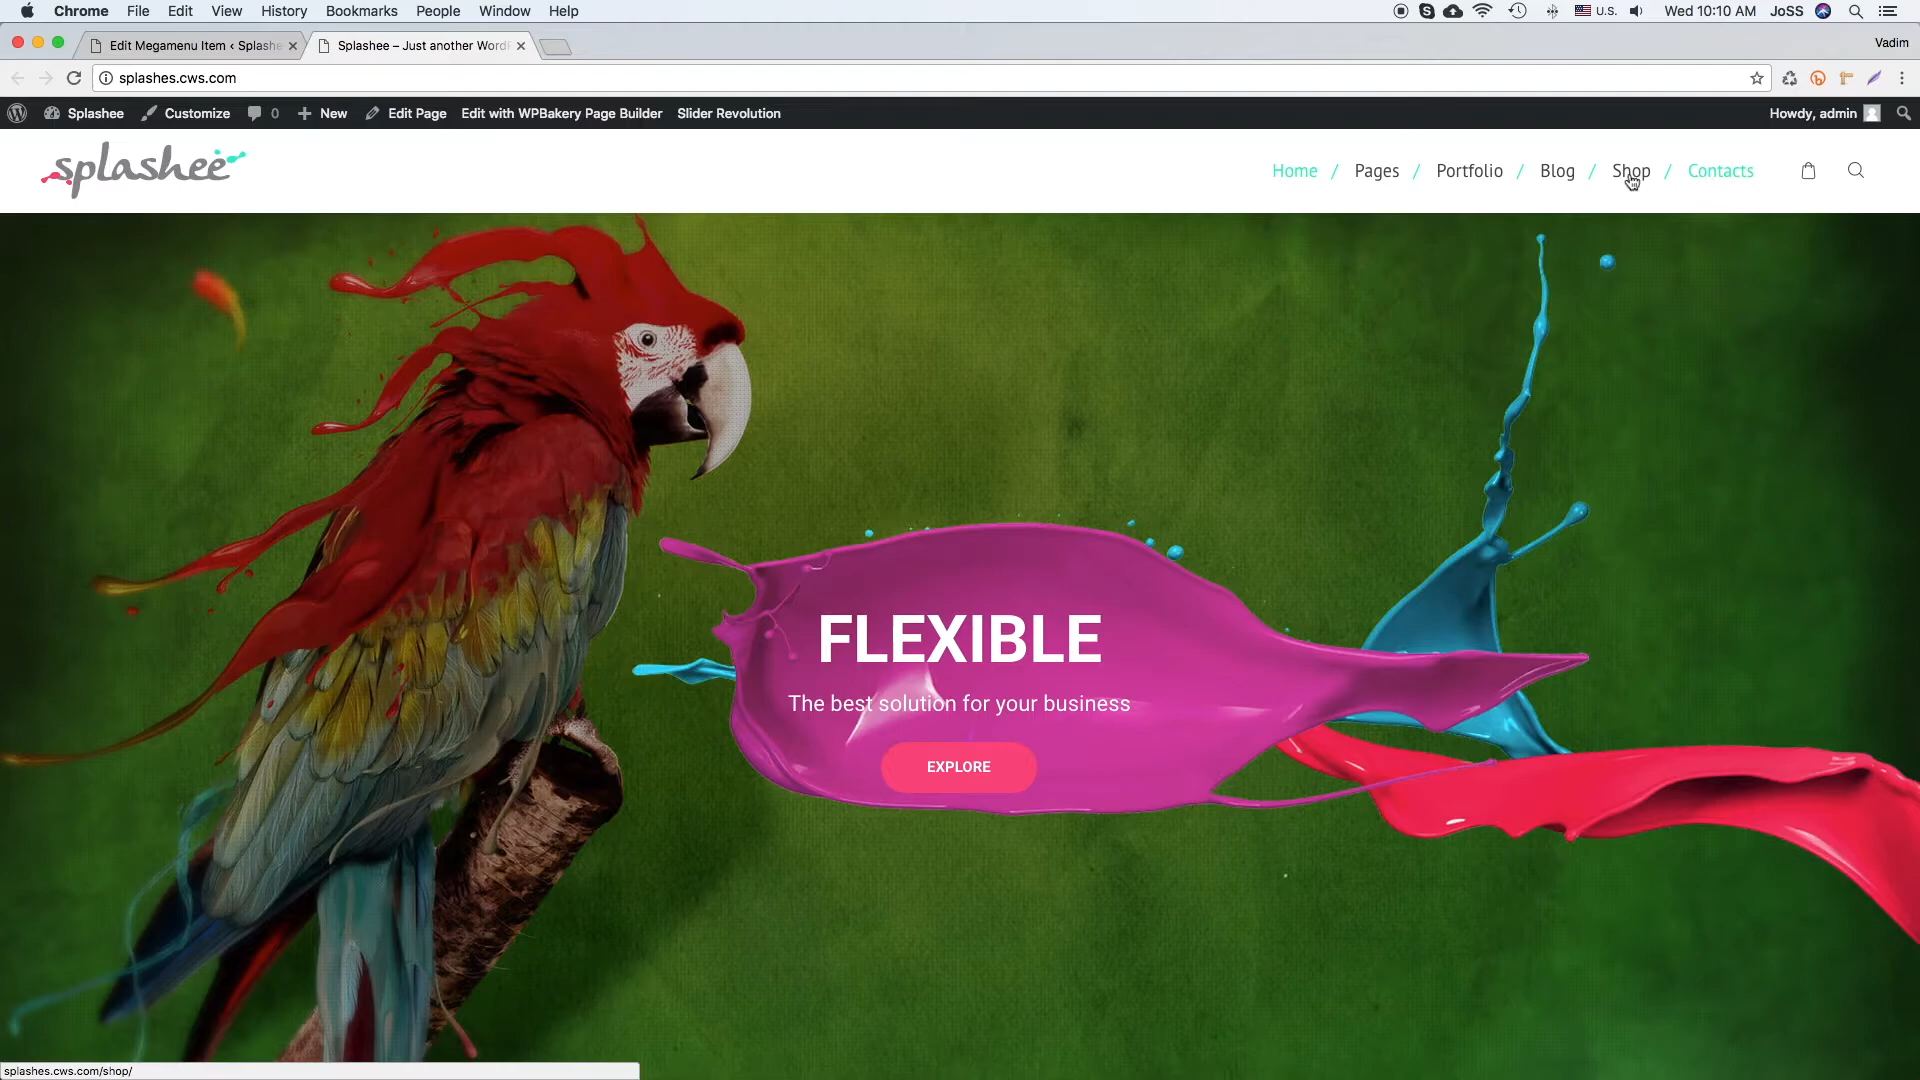 Chrome File Edit View History Bookmarks People Window Help
U.S. Wed 10:10 AM JoSS
Edit Megamenu Item ‹ Splashe
Splashee – Just another WordP
Vadim
splashes.cws.com
Splashee Customize 0 New Edit Page Edit with WPBakery Page Builder Slider Revolution Howdy, admin
splashee
Home / Pages / Portfolio / Blog / Shop / Contacts
FLEXIBLE
The best solution for your business
EXPLORE
splashes.cws.com/shop/